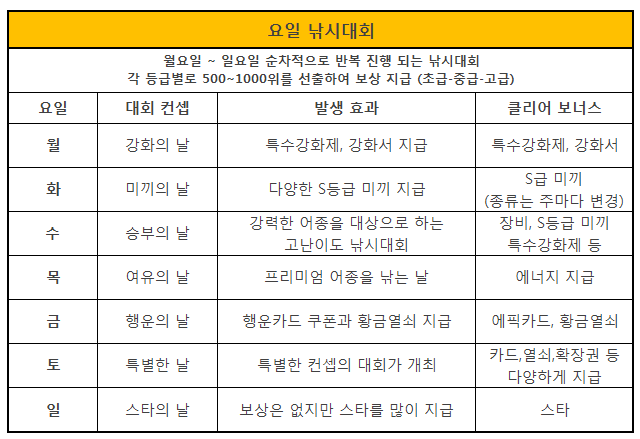 요일 낚시대회
월요일 ~ 일요일 순차적으로 반복 진행 되는 낚시대회
각 등급별로 500~1000위를 선출하여 보상 지급 (초급-중급-고급)
요일 대회 컨셉 발생 효과 클리어 보너스
월 강화의 날 특수강화제, 강화서 지급 특수강화제, 강화서
화 미끼의 날 다양한 S등급 미끼 지급 S급 미끼
(종류는 주마다 변경)
수 승부의 날 강력한 어종을 대상으로 하는
고난이도 낚시대회
장비, S등급 미끼
특수강화제 등
목 여유의 날 프리미엄 어종을 낚는 날 에너지 지급
금 행운의 날 행운카드 쿠폰과 황금열쇠 지급 에픽카드, 황금열쇠
토 특별한 날 특별한 컨셉의 대회가 개최 카드,열쇠,확장권 등
다양하게 지급
일 스타의 날 보상은 없지만 스타를 많이 지급 스타